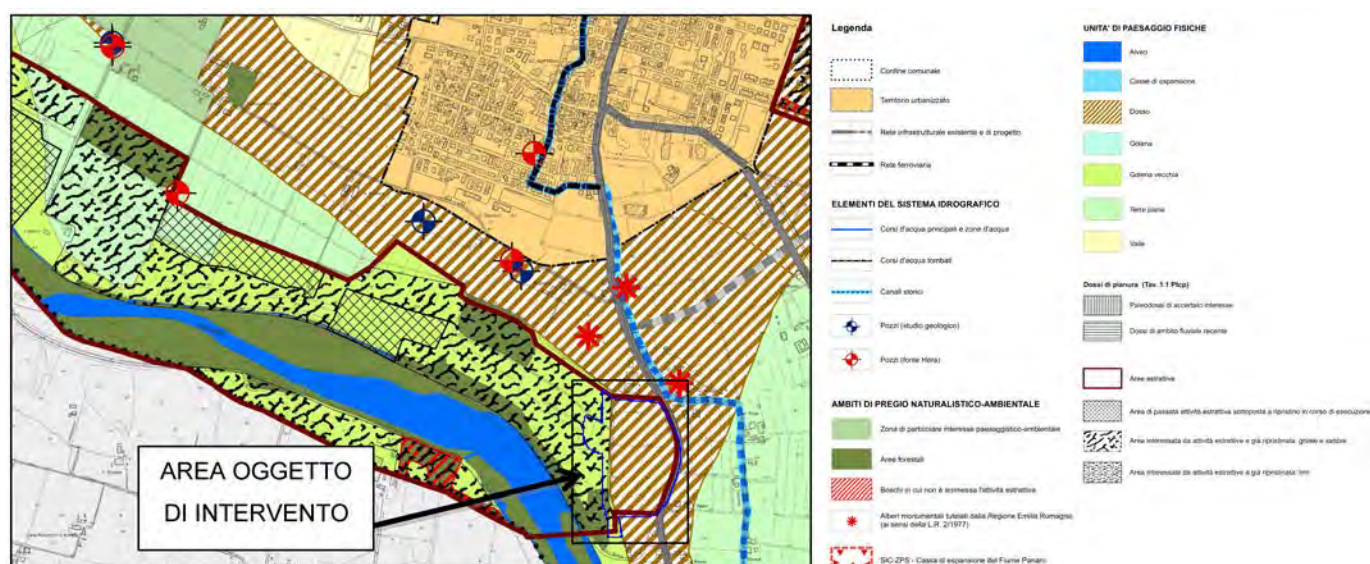 AREA OGGETTO
DI INTERVENTO
Legenda
Confine comunale
Territorio urbanizzato
Rete infrastrutturale esistente e di progetto
Rete ferroviaria
ELEMENTI DEL SISTEMA IDROGRAFICO
Corsi d'acqua principali e zone d'acqua
Corsi d'acqua tombati
Canali storici
Pozzi (studio geologico)
Pozzi (fonte Hera)
AMBITI DI PREGIO NATURALISTICO-AMBIENTALE
Zona di particolare interesse paesaggistico-ambientale
Aree forestali
Boschi in cui non è ammessa l'attività estrattiva
Alberi monumentali tutelati dalla Regione Emilia Romagna
(ai sensi della L.R. 2/1977)
SIC-ZPS - Cassa di espansione del Fiume Panaro
UNITA' DI PAESAGGIO FISICHE
Alveo
Casse di espansione
Dosso
Golena
Golena vecchia
Terre piane
Valle
Dossi di pianura (Tav. 1.1 Ptcp)
Paleodossi di accertato interesse
Dossi di ambito fluviale recente
Aree estrattive
Area di passata attività estrattiva sottoposta a ripristino in corso di esecuzione
Area interessata da attività estrattive e già ripristinata: ghiaie e sabbie
Area interessata da attività estrattive e già ripristinata: limi